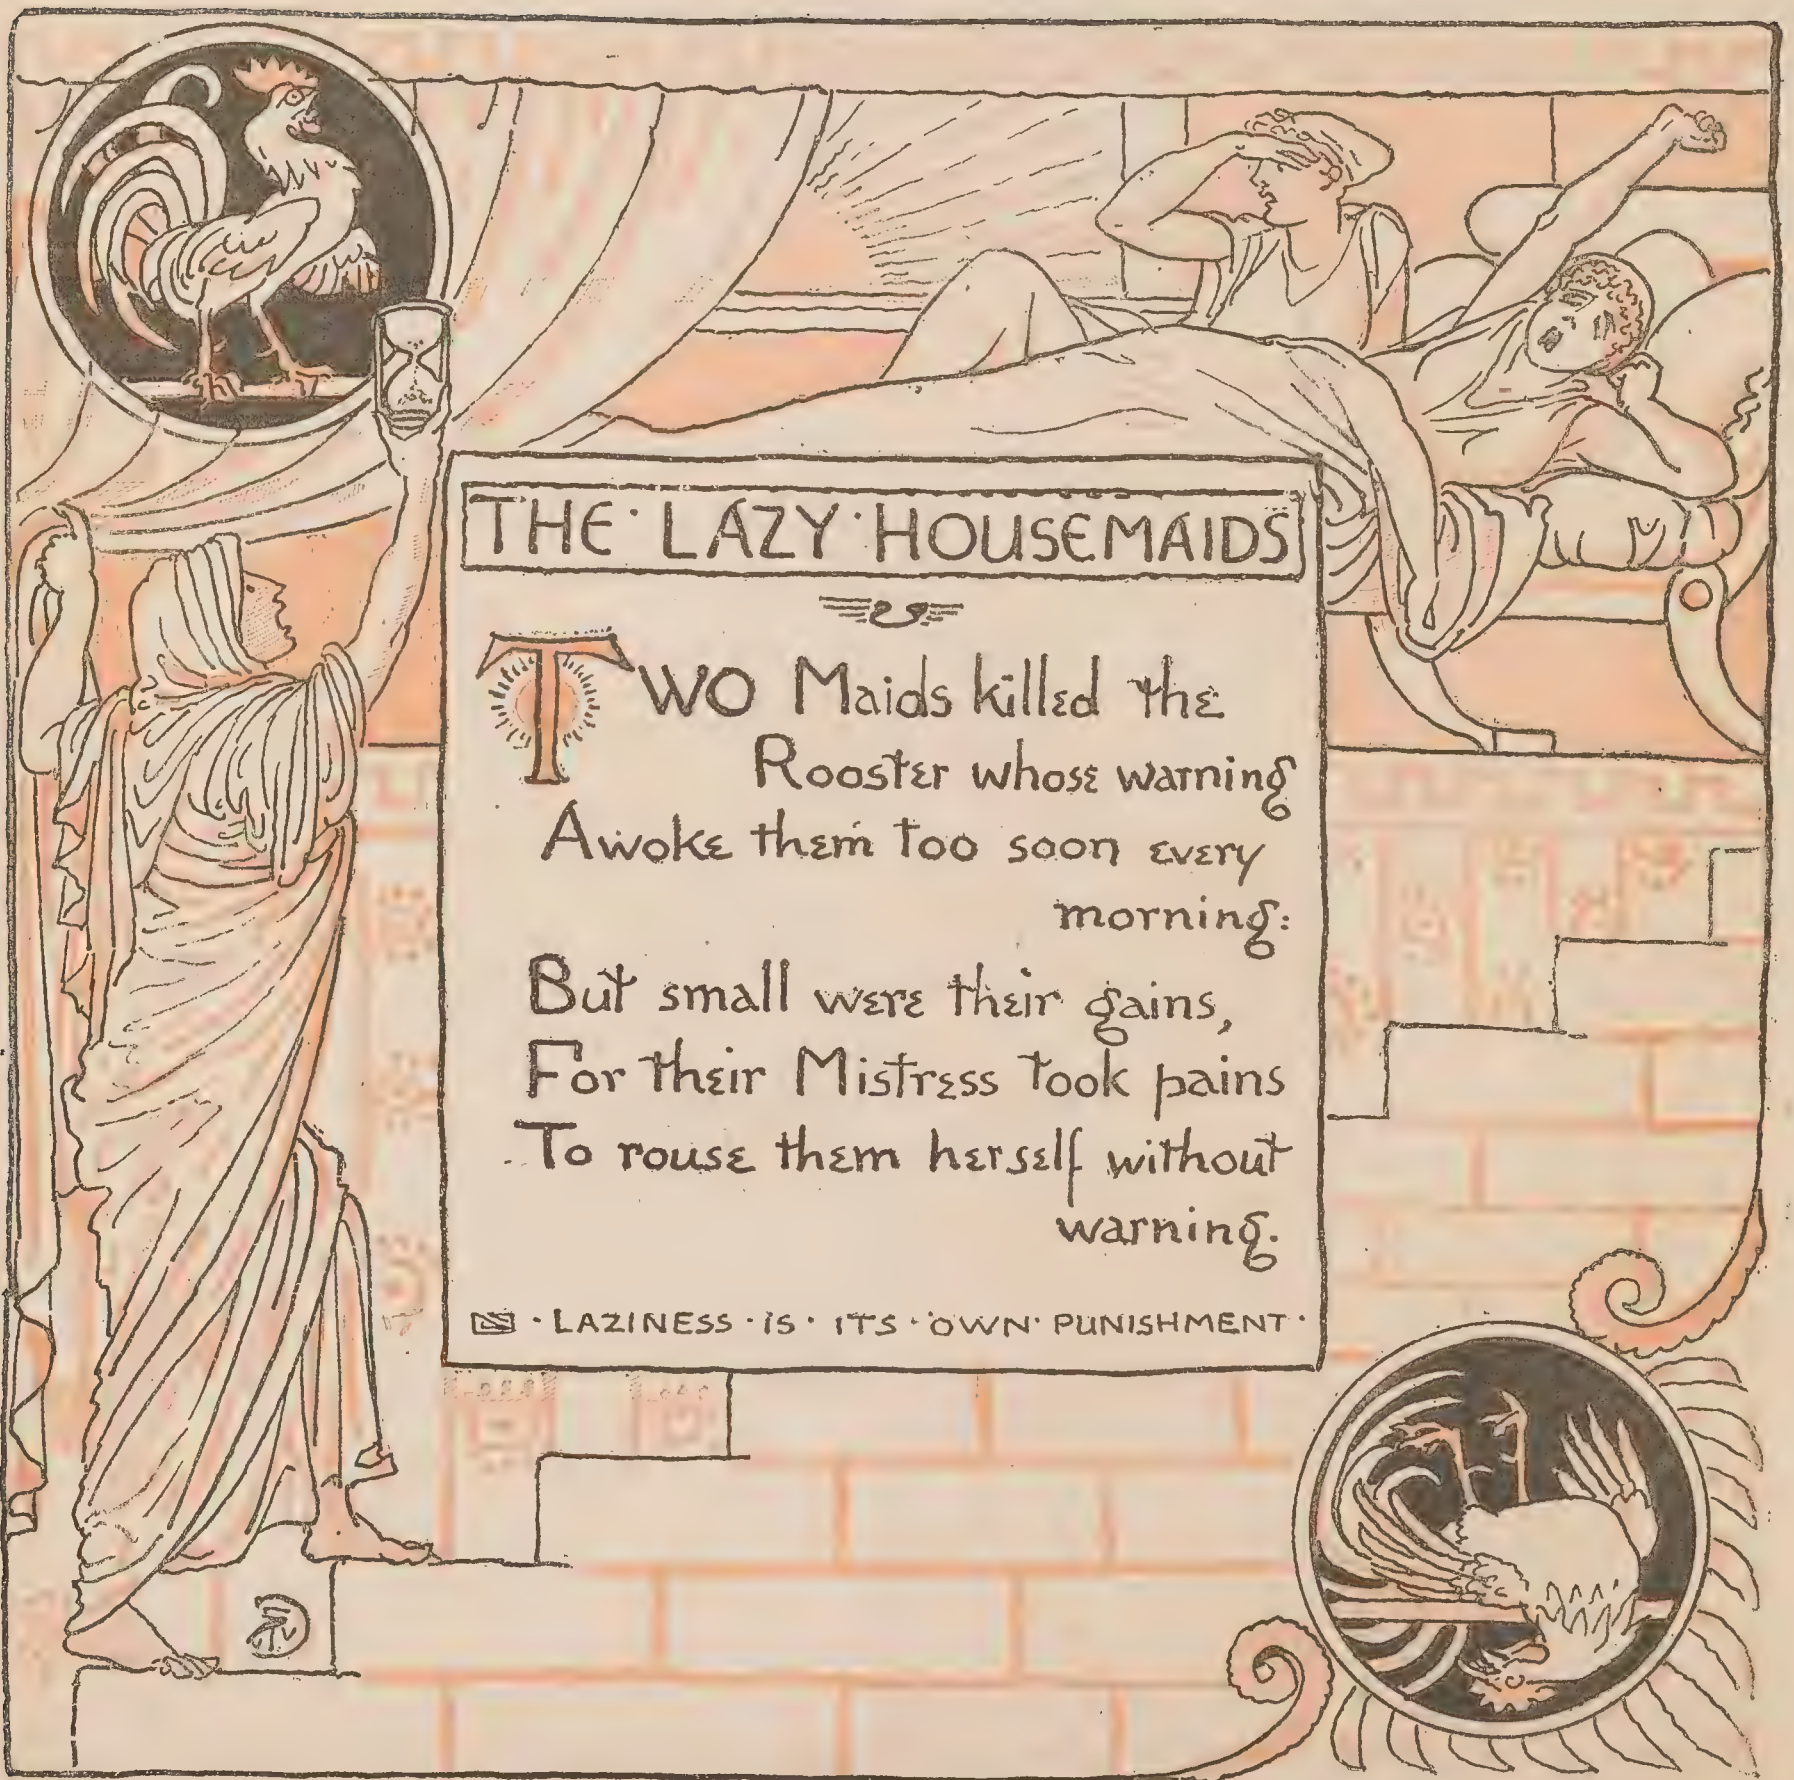 THE · LAZY · HOUSEMAIDS
TWO Maids killed the
Rooster whose warning
Awoke them too soon every
morning:
But small were their gains,
For their Mistress took pains
To rouse them herself without
warning.
· LAZINESS · IS · ITS · OWN · PUNISHMENT ·